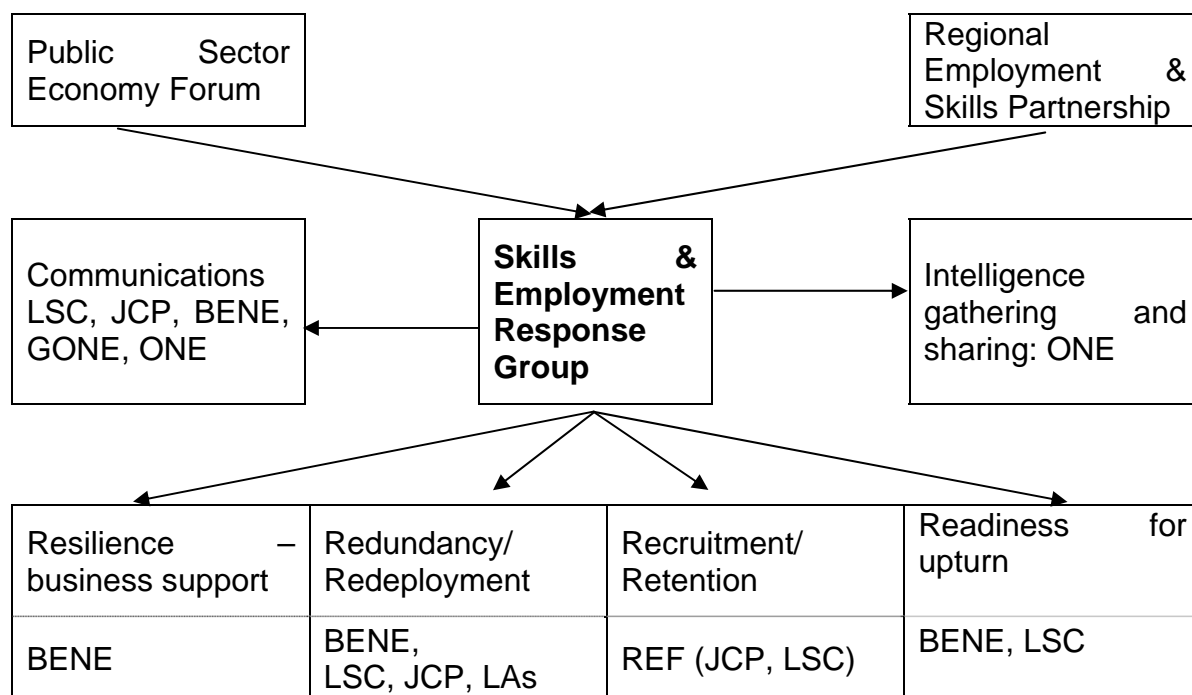 Public Sector
Economy Forum
Regional
Employment &
Skills Partnership
Communications
LSC, JCP, BENE,
GONE, ONE
Skills &
Employment
Response
Group
Intelligence
gathering and
sharing: ONE
Resilience –
business support
Redundancy/
Redeployment
Recruitment/
Retention
Readiness for
upturn
BENE
BENE,
LSC, JCP, LAs
REF (JCP, LSC)
BENE, LSC